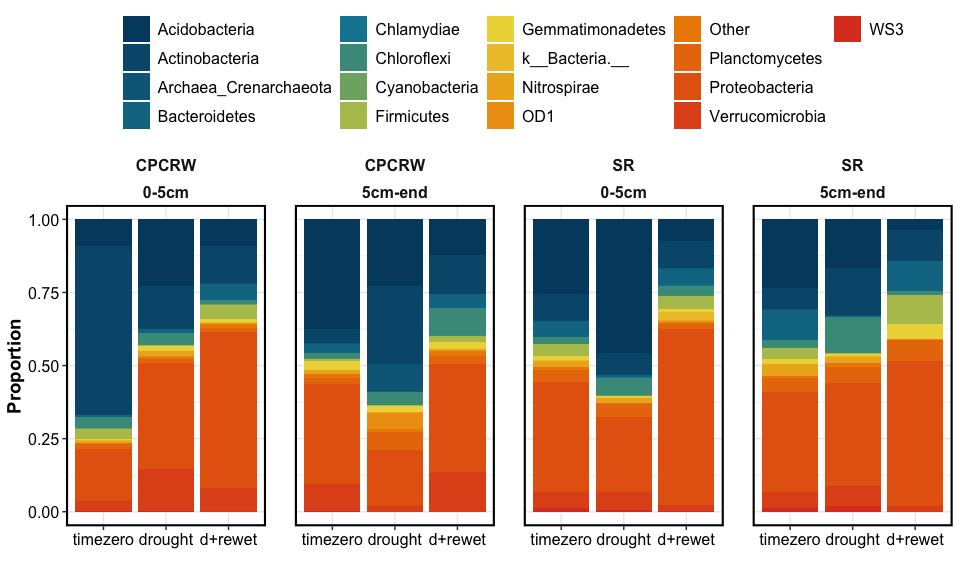 Acidobacteria
Actinobacteria
Archaea_Crenarchaeota
Bacteroidetes
Chlamydiae
Chloroflexi
Cyanobacteria
Firmicutes
Gemmatimonadetes
k__Bacteria.__
Nitrospirae
OD1
Other
Planctomycetes
Proteobacteria
Verrucomicrobia
WS3
CPCRW
0-5cm
CPCRW
5cm-end
SR
0-5cm
SR
5cm-end
Proportion
1.00
0.75
0.50
0.25
0.00
timezero drought d+rewet
timezero drought d+rewet
timezero drought d+rewet
timezero drought d+rewet